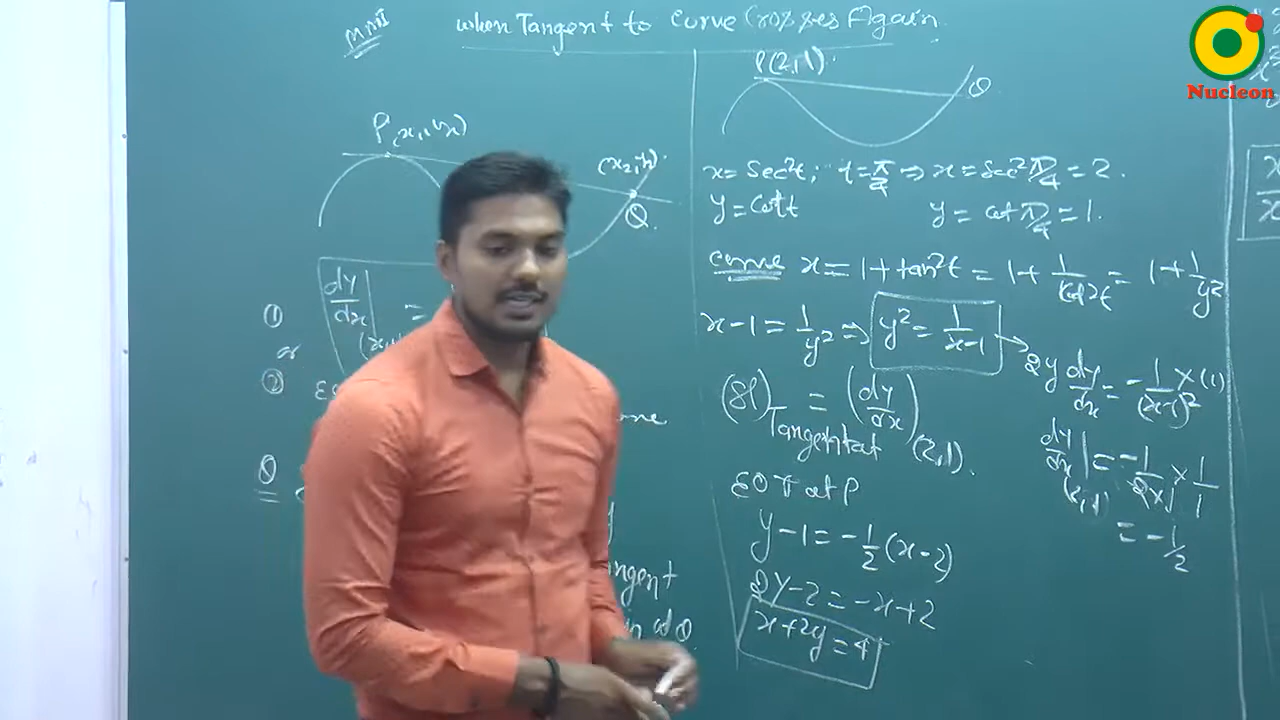 when Tangent to Curve Crosses Again.
Nucleon
P(x₁, y₁)
(x₂, y₂)
Q
① dy/dx| =
or
②
Q
tangent
at Q
P(2,1)
Q
x = sec²t; t = π/4 ⇒ x = sec²π/4 = 2.
y = cot t y = cot π/4 = 1.
curve x = 1 + tan²t = 1 + 1/cot²t = 1 + 1/y²
x - 1 = 1/y² ⇒ y² = 1/x-1
2y dy/dx = -1/(x-1)² × (1)
(Sl) Tangent at = (dy/dx) (2,1).
dy/dx| (2,1) = -1/2×1 × 1/1
= -1/2
EOT at P
y - 1 = -1/2 (x - 2)
2y - 2 = -x + 2
x + 2y = 4